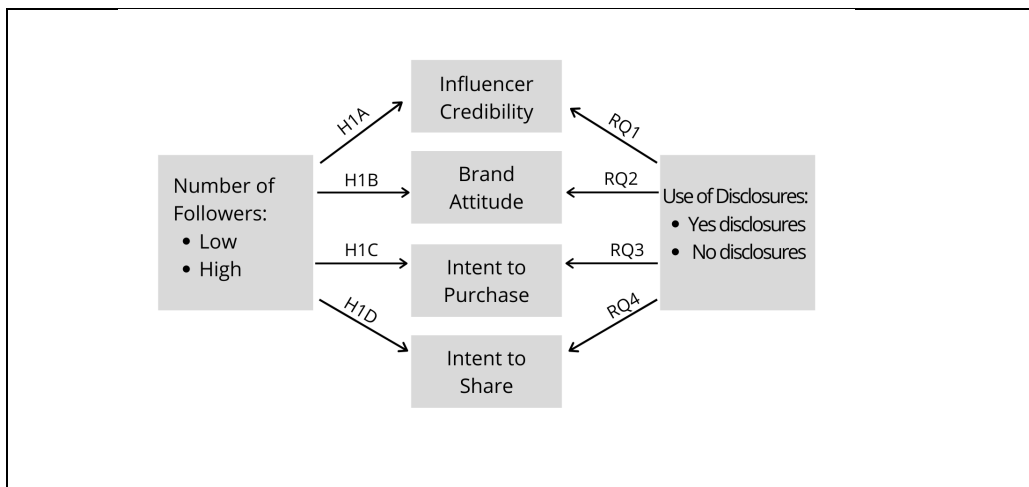 Influencer
Credibility
H1A
RQ1
Number of
Followers:
• Low
• High
H1B
Brand
Attitude
RQ2
Use of Disclosures:
• Yes disclosures
• No disclosures
H1C
Intent to
Purchase
RQ3
H1D
Intent to
Share
RQ4